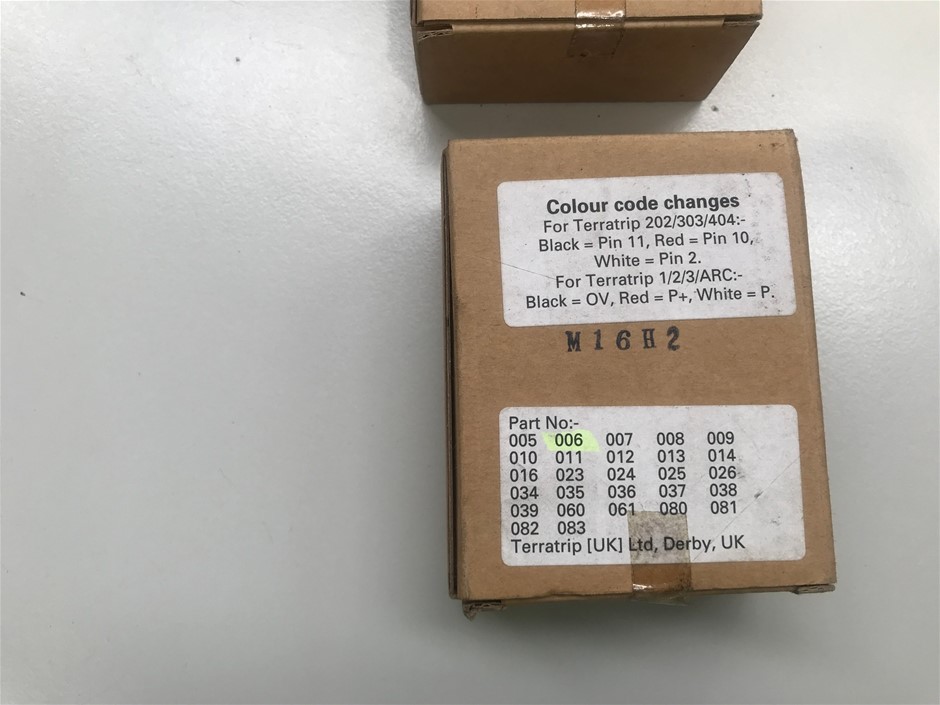 Colour code changes
For Terratrip 202/303/404:-
Black = Pin 11, Red = Pin 10,
White = Pin 2.
For Terratrip 1/2/3/ARC:-
Black = OV, Red = P+, White = P.
M16H2
Part No:-
005 006 007 008 009
010 011 012 013 014
016 023 024 025 026
034 035 036 037 038
039 060 061 080 081
082 083
Terratrip [UK] Ltd, Derby, UK